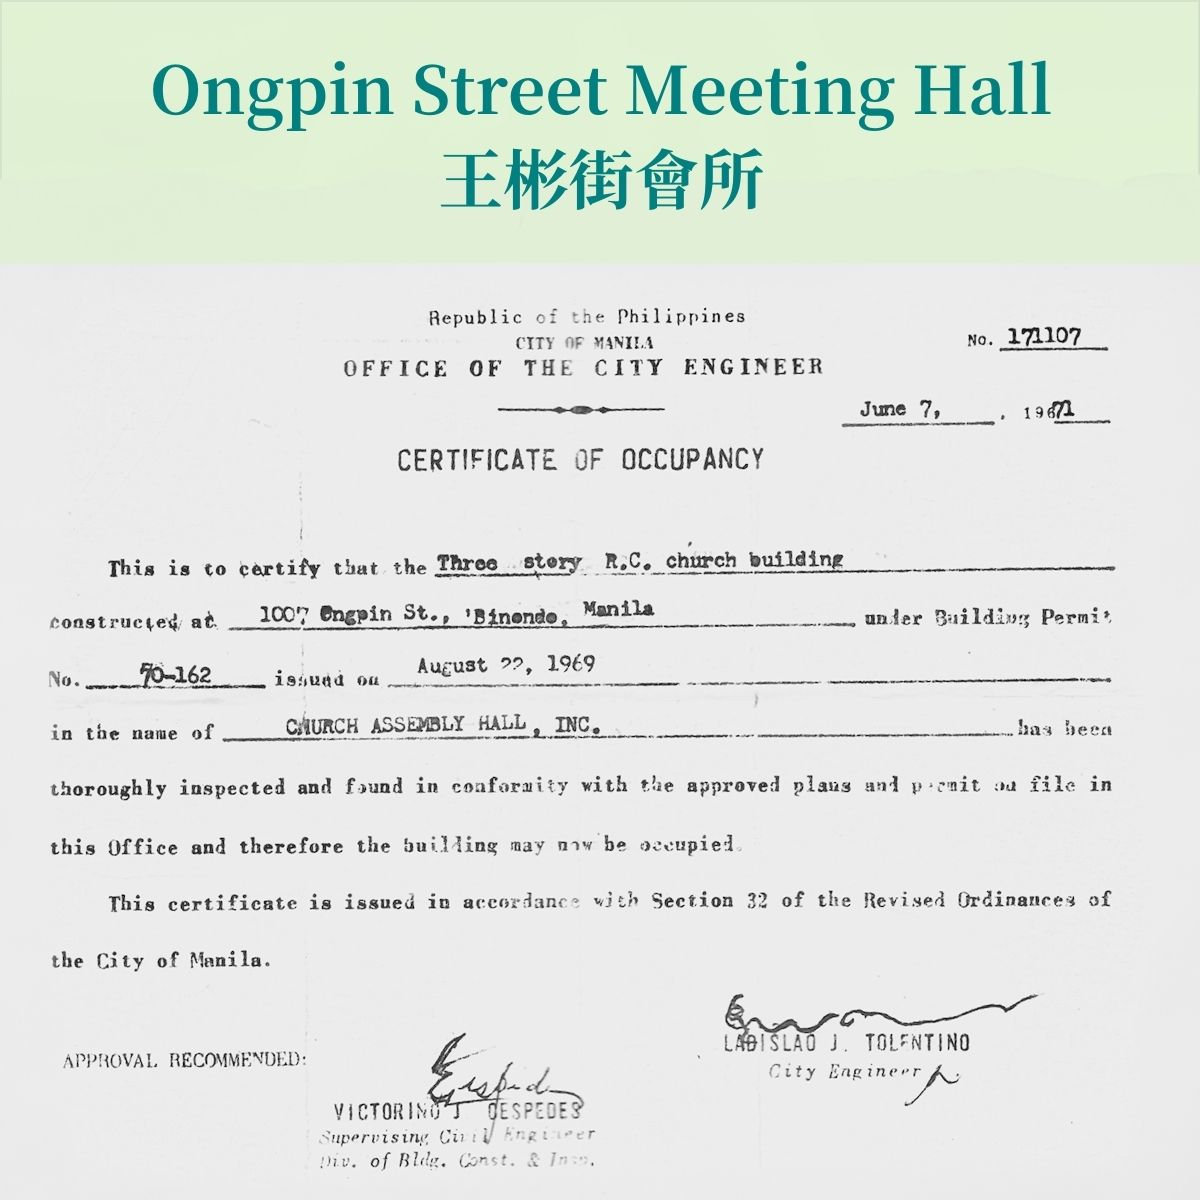 Ongpin Street Meeting Hall
王彬街會所
Republic of the Philippines
CITY OF MANILA
OFFICE OF THE CITY ENGINEER
No. 171107
June 7, , 19671
CERTIFICATE OF OCCUPANCY
This is to certify that the Three story R.C. church building
constructed at 1007 Ongpin St., Binondo, Manila under Building Permit
No. 70-162 issued on August 22, 1969
in the name of CHURCH ASSEMBLY HALL, INC. has been
thoroughly inspected and found in conformity with the approved plans and permit on file in
this Office and therefore the building may now be occupied.
This certificate is issued in accordance with Section 32 of the Revised Ordinances of
the City of Manila.
LADISLAO J. TOLENTINO
City Engineer
APPROVAL RECOMMENDED:
VICTORINO J. CESPEDES
Supervising Civil Engineer
Div. of Bldg. Const. & Insp.